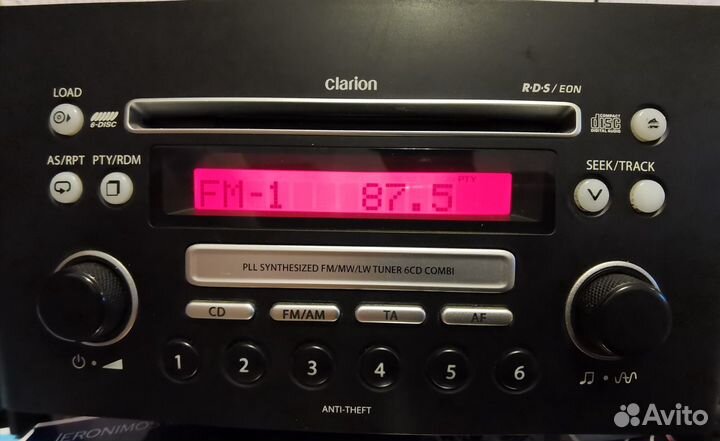 clarion
R·D·S/EON
LOAD
6-DISC
COMPACT
disc
DIGITAL AUDIO
AS/RPT PTY/RDM
SEEK/TRACK
PTY
FM-1 87.5
PLL SYNTHESIZED FM/MW/LW TUNER 6CD COMBI
CD FM/AM TA AF
1 2 3 4 5 6
ANTI-THEFT
Avito